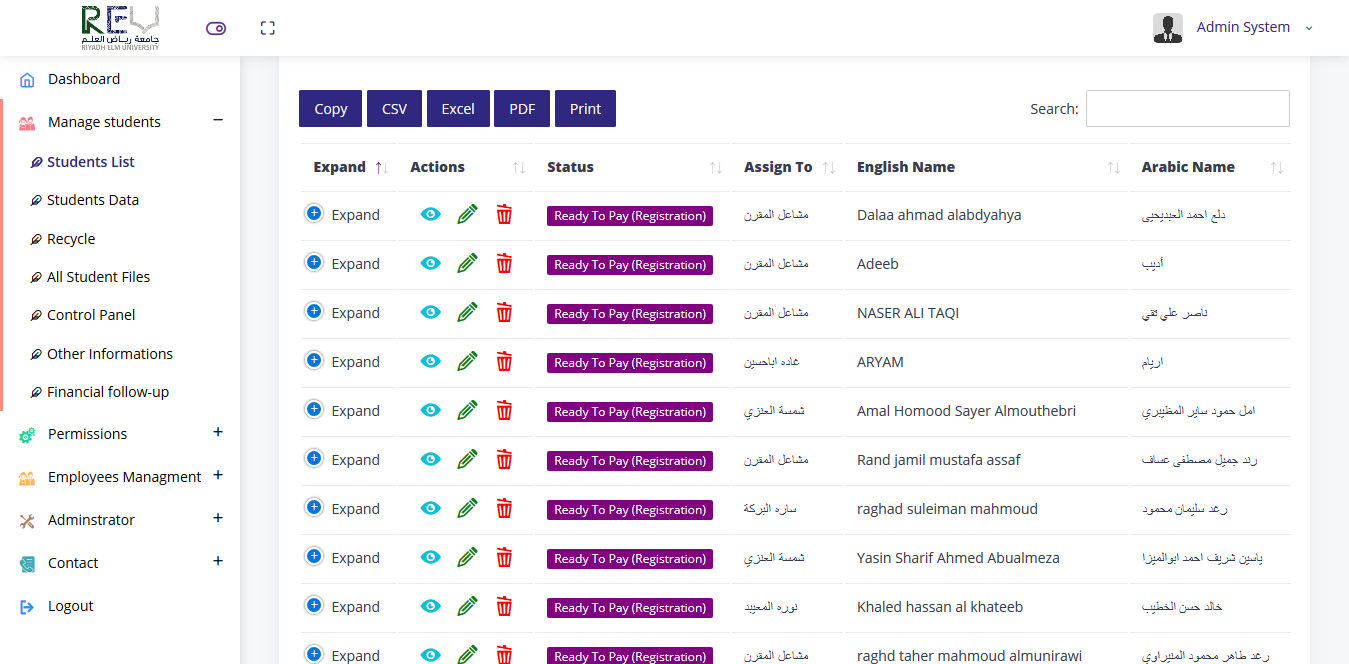 REU
جامعة رياض العلم
RIYADH ELM UNIVERSITY
Admin System
Dashboard
Manage students
Students List
Students Data
Recycle
All Student Files
Control Panel
Other Informations
Financial follow-up
Permissions
Employees Managment
Adminstrator
Contact
Logout
Copy CSV Excel PDF Print Search:
Expand Actions Status Assign To English Name Arabic Name
Expand Ready To Pay (Registration) مشاعل المقرن Dalaa ahmad alabdyahya دلع احمد العبديحيى
Expand Ready To Pay (Registration) مشاعل المقرن Adeeb أديب
Expand Ready To Pay (Registration) مشاعل المقرن NASER ALI TAQI ناصر علي تقي
Expand Ready To Pay (Registration) غاده اباحسين ARYAM اريام
Expand Ready To Pay (Registration) شمسة العنزي Amal Homood Sayer Almouthebri امل حمود ساير المظيبري
Expand Ready To Pay (Registration) مشاعل المقرن Rand jamil mustafa assaf رند جميل مصطفى عساف
Expand Ready To Pay (Registration) ساره البركة raghad suleiman mahmoud رغد سليمان محمود
Expand Ready To Pay (Registration) شمسة العنزي Yasin Sharif Ahmed Abualmeza ياسين شريف احمد ابوالميزا
Expand Ready To Pay (Registration) نوره المعيبد Khaled hassan al khateeb خالد حسن الخطيب
Expand Ready To Pay (Registration) مشاعل المقرن raghd taher mahmoud almunirawi رغد طاهر محمود المنيراوي